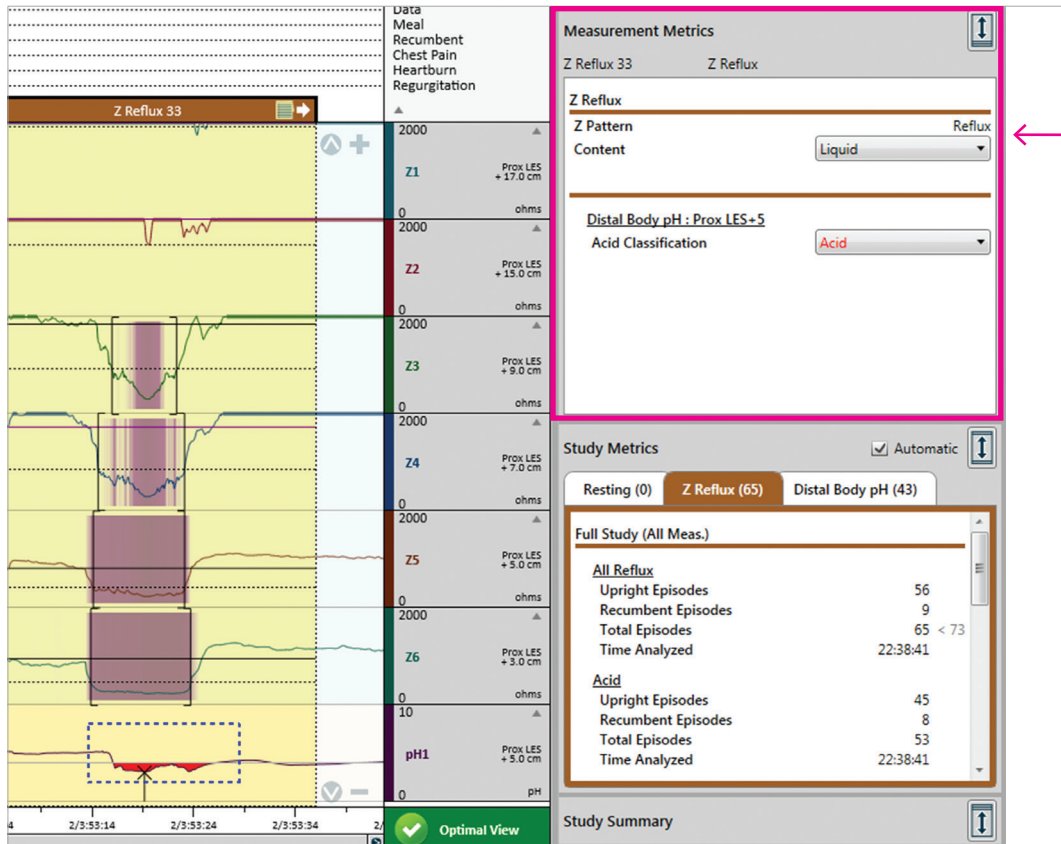 Data
Meal
Recumbent
Chest Pain
Heartburn
Regurgitation
Z Reflux 33
2000
Z1
Prox LES
+ 17.0 cm
0
ohms
2000
Z2
Prox LES
+ 15.0 cm
0
ohms
2000
Z3
Prox LES
+ 9.0 cm
0
ohms
2000
Z4
Prox LES
+ 7.0 cm
0
ohms
2000
Z5
Prox LES
+ 5.0 cm
0
ohms
2000
Z6
Prox LES
+ 3.0 cm
0
ohms
10
pH1
Prox LES
+ 5.0 cm
0
pH
4 2/3:53:14 2/3:53:24 2/3:53:34 2/
Optimal View
Measurement Metrics
Z Reflux 33 Z Reflux
Z Reflux
Z Pattern Reflux
Content Liquid
Distal Body pH : Prox LES+5
Acid Classification Acid
Study Metrics Automatic
Resting (0) Z Reflux (65) Distal Body pH (43)
Full Study (All Meas.)
All Reflux
Upright Episodes 56
Recumbent Episodes 9
Total Episodes 65 < 73
Time Analyzed 22:38:41
Acid
Upright Episodes 45
Recumbent Episodes 8
Total Episodes 53
Time Analyzed 22:38:41
Study Summary